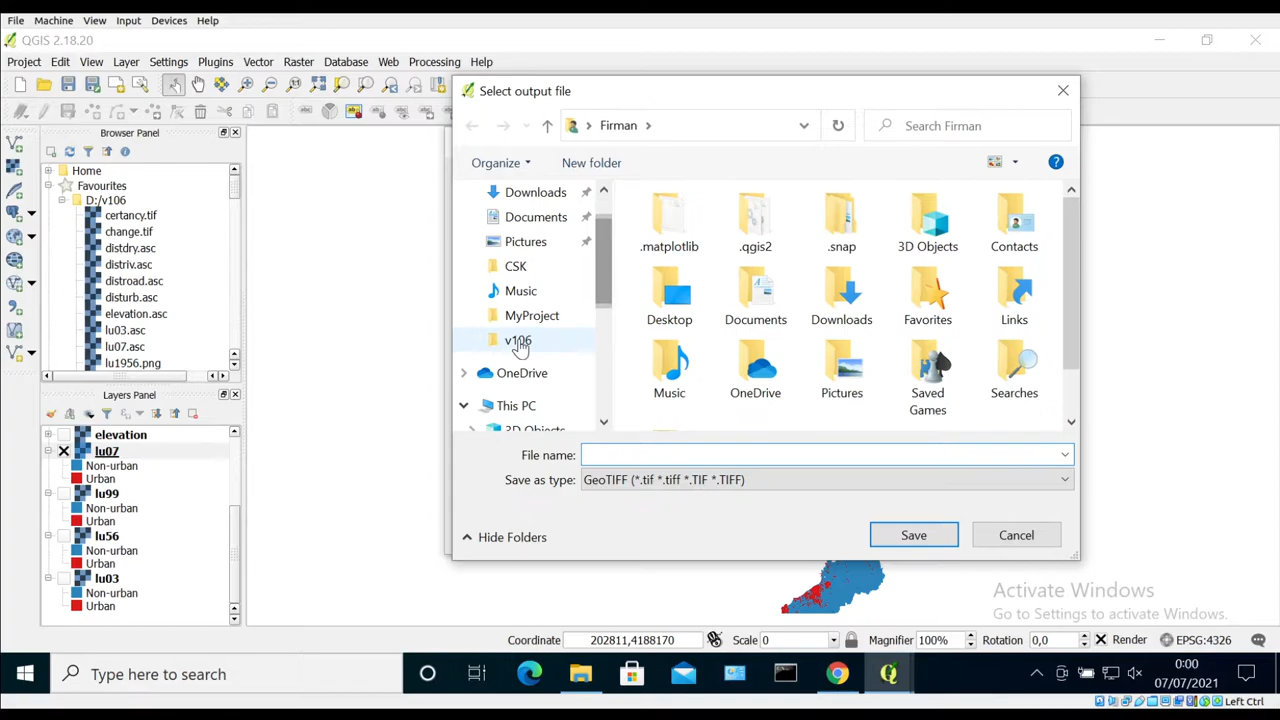 File Machine View Input Devices Help
QGIS 2.18.20
Project Edit View Layer Settings Plugins Vector Raster Database Web Processing Help
Browser Panel
Home
Favourites
D:/v106
certancy.tif
change.tif
distdry.asc
distriv.asc
distroad.asc
disturb.asc
elevation.asc
lu03.asc
lu07.asc
lu1956.png
Layers Panel
elevation
lu07
Non-urban
Urban
lu99
Non-urban
Urban
lu56
Non-urban
Urban
lu03
Non-urban
Urban
Select output file
Firman
Search Firman
Organize New folder
Downloads
Documents
Pictures
CSK
Music
MyProject
v106
OneDrive
This PC
3D Objects
.matplotlib .qgis2 .snap 3D Objects Contacts
Desktop Documents Downloads Favorites Links
Music OneDrive Pictures Saved Games Searches
File name:
Save as type: GeoTIFF (*.tif *.tiff *.TIF *.TIFF)
Hide Folders Save Cancel
Activate Windows
Go to Settings to activate Windows.
Coordinate 202811,4188170 Scale 0 Magnifier 100% Rotation 0,0 Render EPSG:4326
Type here to search
0:00
07/07/2021
Left Ctrl